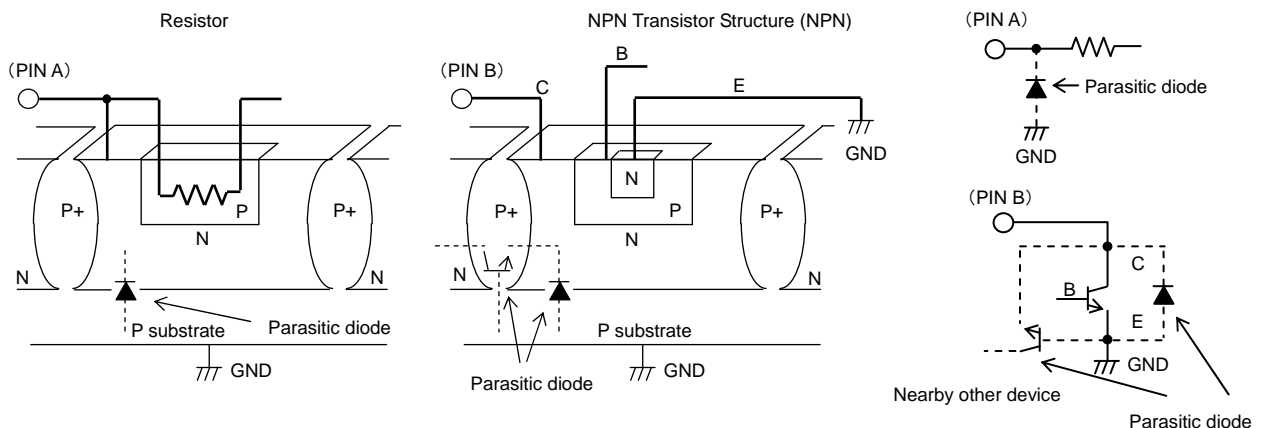 Resistor
(PIN A)
P+
P
P+
N
N
N
P substrate
Parasitic diode
GND
NPN Transistor Structure (NPN)
(PIN B)
B
C
E
GND
P+
N
P
P+
N
N
N
P substrate
Parasitic diode
GND
(PIN A)
Parasitic diode
GND
(PIN B)
C
B
E
GND
Nearby other device
Parasitic diode